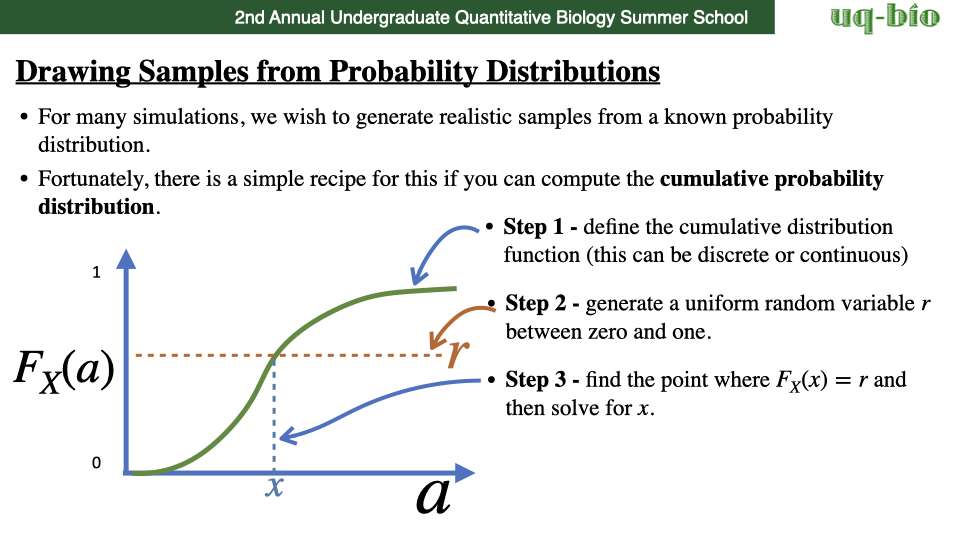 2nd Annual Undergraduate Quantitative Biology Summer School
uq-bio
Drawing Samples from Probability Distributions
• For many simulations, we wish to generate realistic samples from a known probability
distribution.
• Fortunately, there is a simple recipe for this if you can compute the cumulative probability
distribution.
• Step 1 - define the cumulative distribution
function (this can be discrete or continuous)
• Step 2 - generate a uniform random variable r
between zero and one.
• Step 3 - find the point where F_X(x) = r and
then solve for x.
1
r
F_X(a)
0
x
a